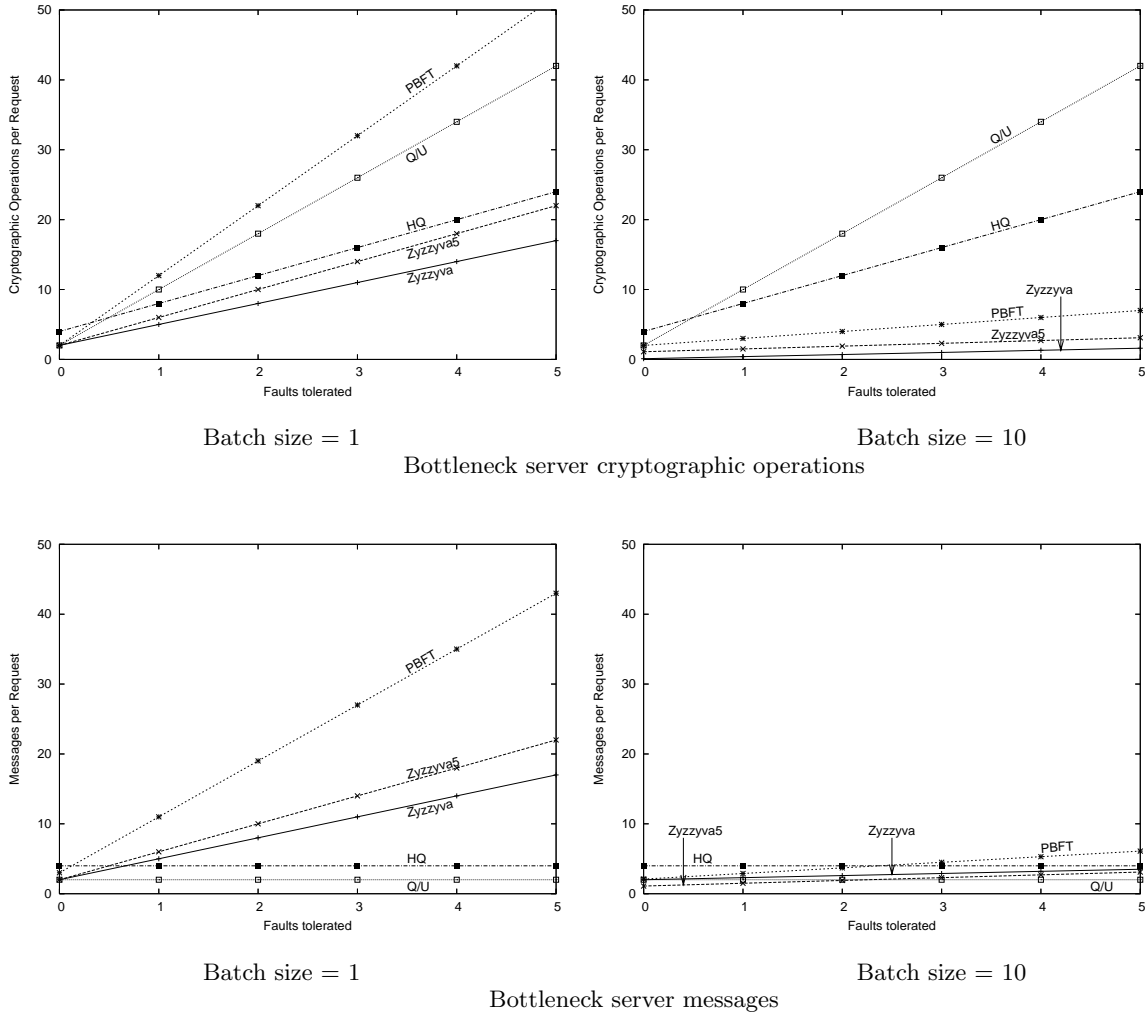 Cryptographic Operations per Request
50
40
30
20
10
0
PBFT
Q/U
HQ
Zyzzyva5
Zyzzyva
0 1 2 3 4 5
Faults tolerated
Batch size = 1
Cryptographic Operations per Request
50
40
30
20
10
0
Q/U
HQ
Zyzzyva
PBFT
Zyzzyva5
0 1 2 3 4 5
Faults tolerated
Batch size = 10
Bottleneck server cryptographic operations
Messages per Request
50
40
30
20
10
0
PBFT
Zyzzyva5
Zyzzyva
HQ
Q/U
0 1 2 3 4 5
Faults tolerated
Batch size = 1
Messages per Request
50
40
30
20
10
0
Zyzzyva5
Zyzzyva
HQ
PBFT
Q/U
0 1 2 3 4 5
Faults tolerated
Batch size = 10
Bottleneck server messages